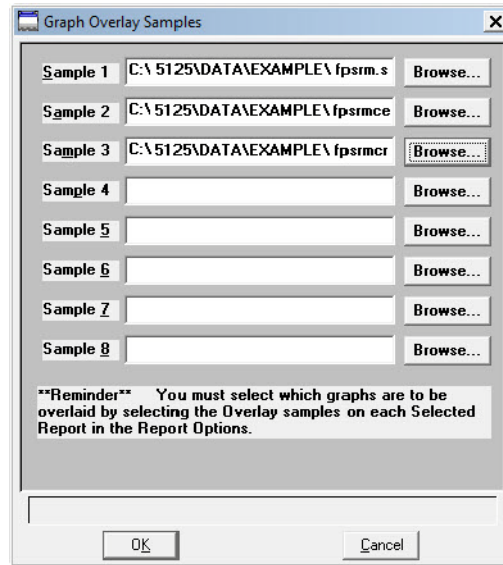 Graph Overlay Samples
Sample 1 C:\ 5125\DATA\EXAMPLE\ fpsrm.s Browse...
Sample 2 C:\ 5125\DATA\EXAMPLE\ fpsrmce Browse...
Sample 3 C:\ 5125\DATA\EXAMPLE\ fpsrmcr Browse...
Sample 4 Browse...
Sample 5 Browse...
Sample 6 Browse...
Sample 7 Browse...
Sample 8 Browse...
**Reminder** You must select which graphs are to be
overlaid by selecting the Overlay samples on each Selected
Report in the Report Options.
OK Cancel